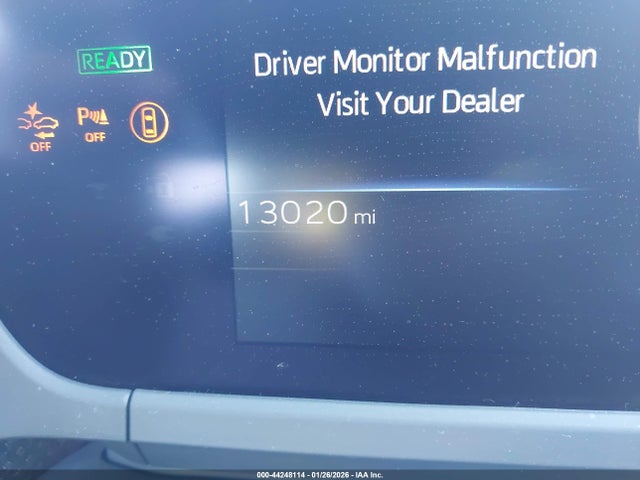 READY
Driver Monitor Malfunction
Visit Your Dealer
OFF
P
OFF
13020 mi
000-44248114 - 01/26/2026 - IAA Inc.